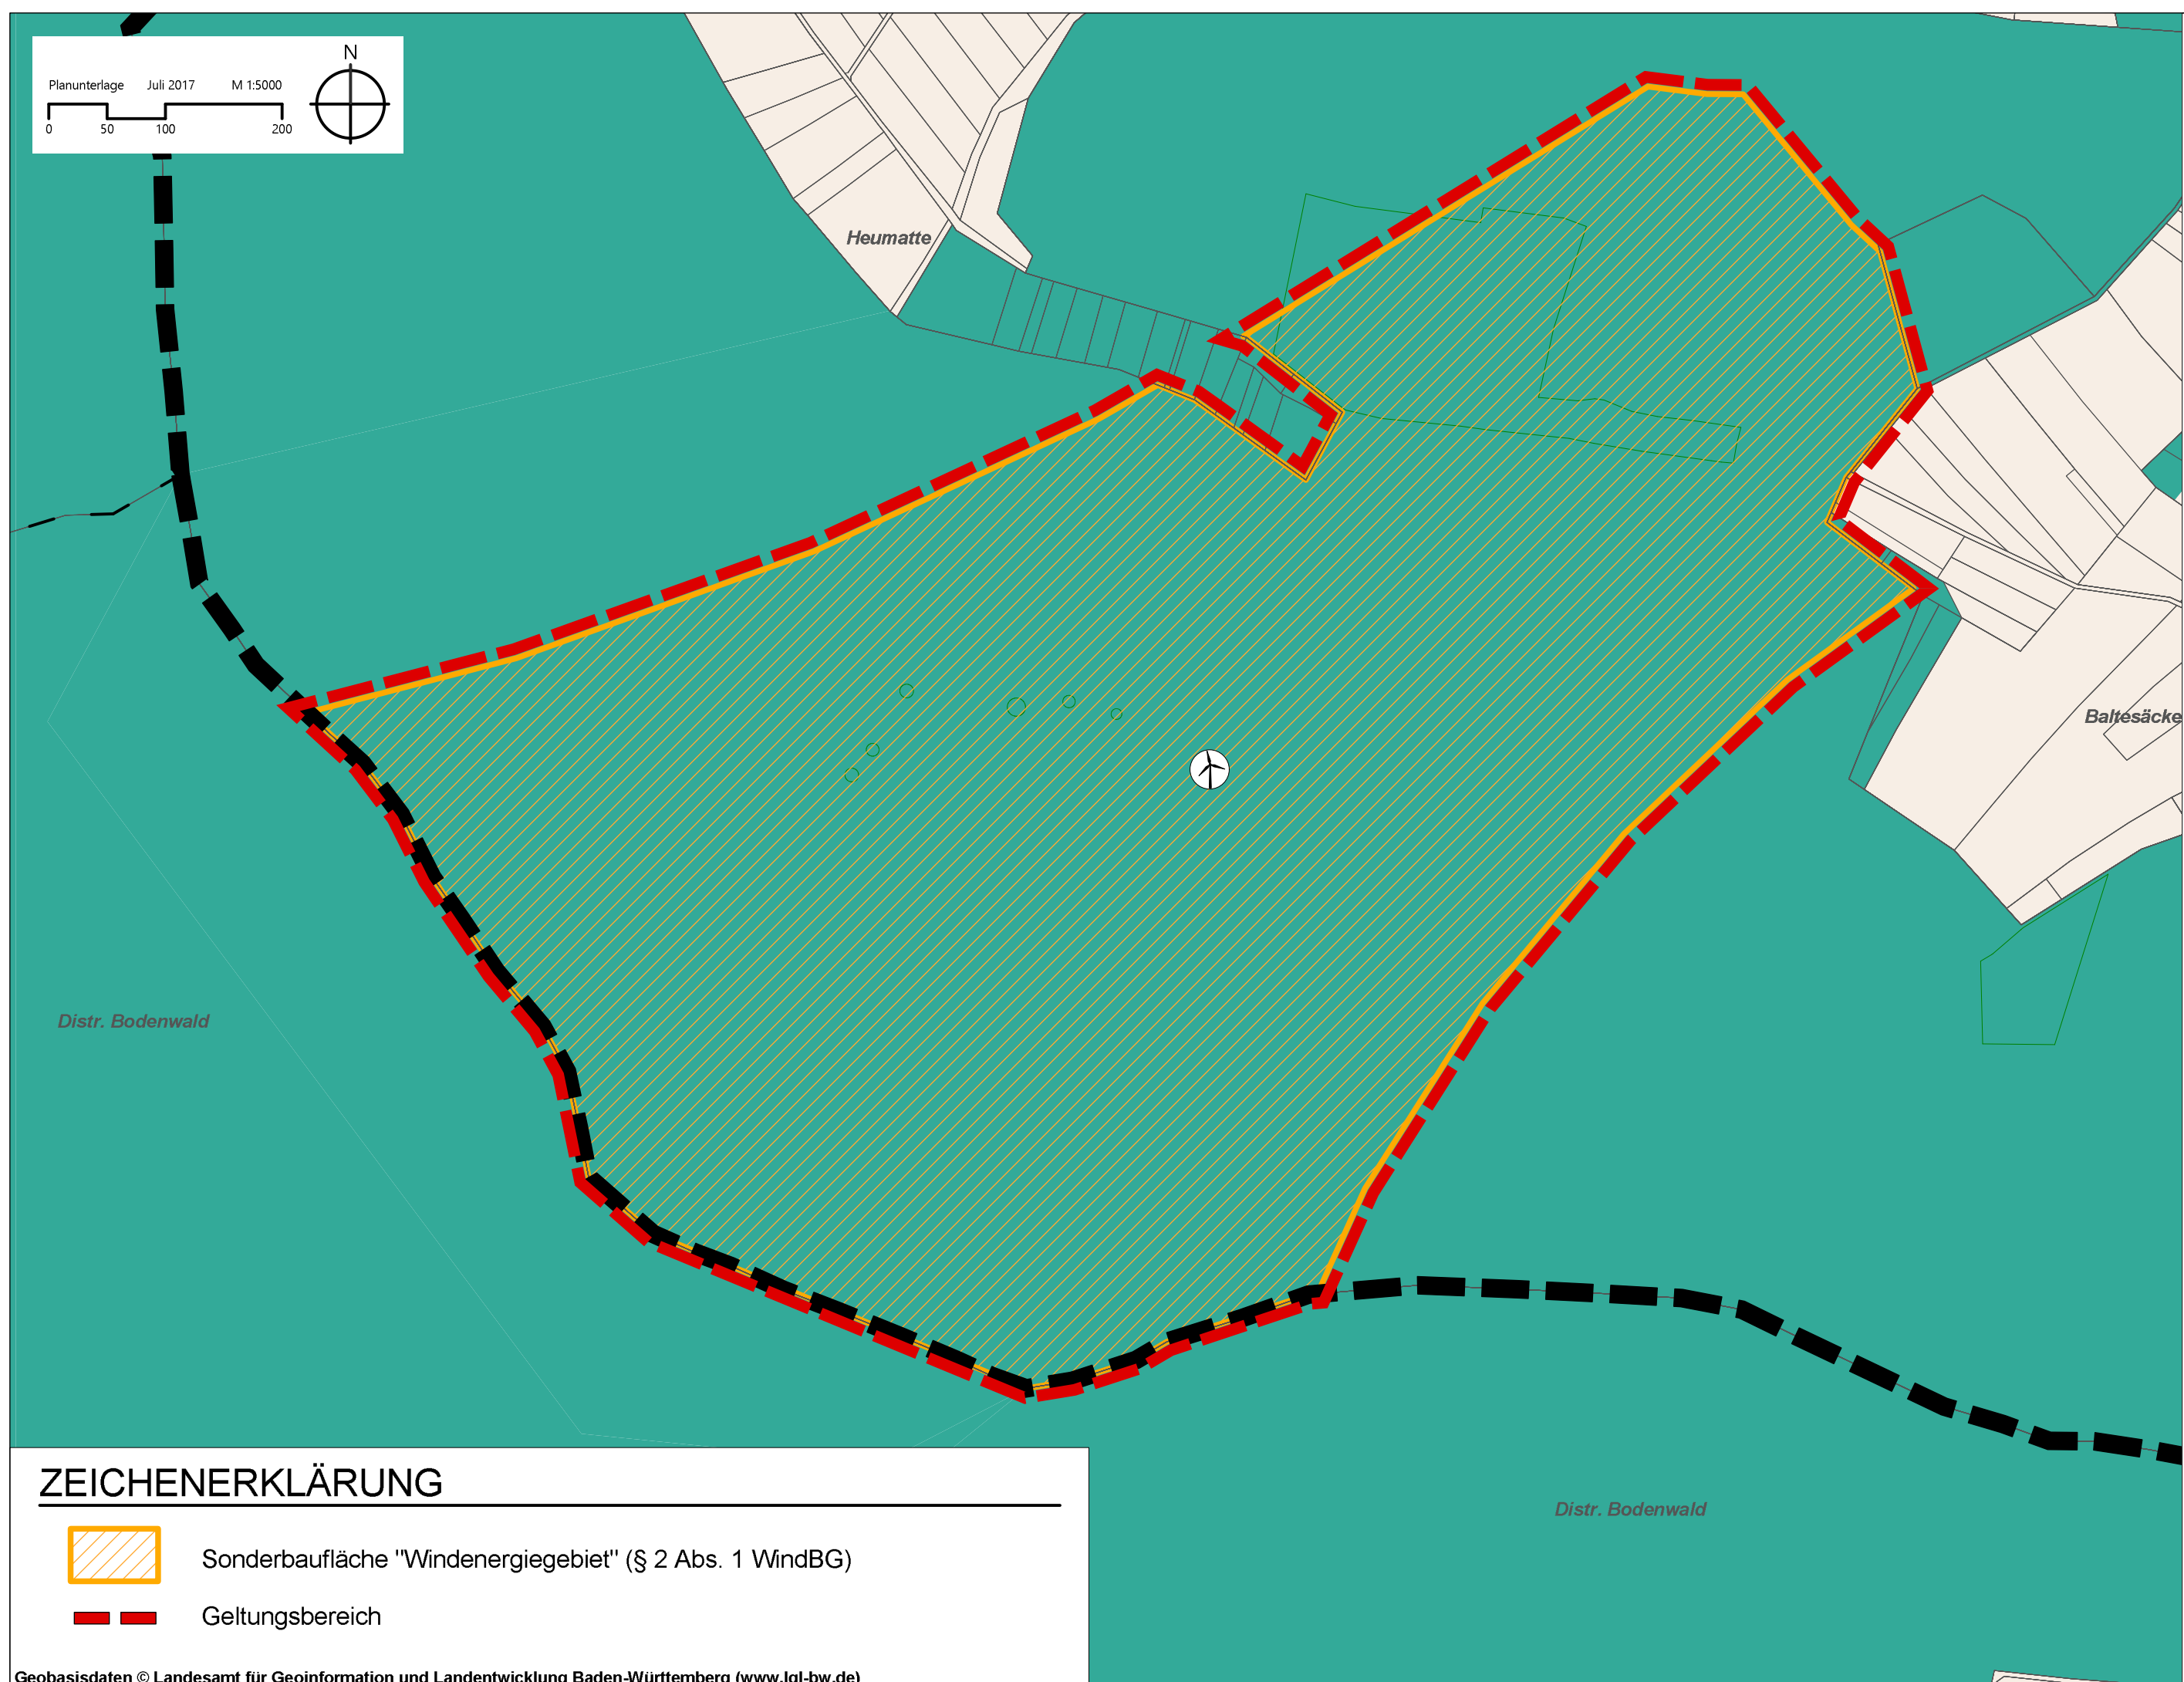 N
Planunterlage Juli 2017 M 1:5000
0 50 100 200
Heumatte
Baltesäcke
Distr. Bodenwald
Distr. Bodenwald
ZEICHENERKLÄRUNG
Sonderbaufläche "Windenergiegebiet" (§ 2 Abs. 1 WindBG)
Geltungsbereich
Geobasisdaten © Landesamt für Geoinformation und Landentwicklung Baden-Württemberg (www.lgl-bw.de)